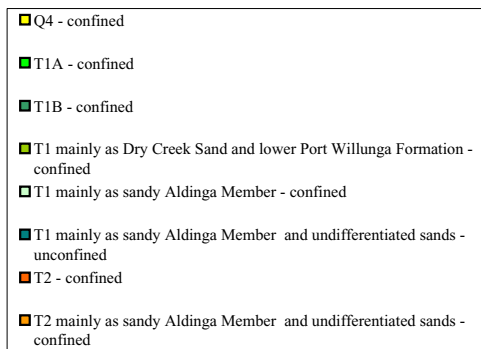 Q4 - confined
T1A - confined
T1B - confined
T1 mainly as Dry Creek Sand and lower Port Willunga Formation -
confined
T1 mainly as sandy Aldinga Member - confined
T1 mainly as sandy Aldinga Member and undifferentiated sands -
unconfined
T2 - confined
T2 mainly as sandy Aldinga Member and undifferentiated sands -
confined